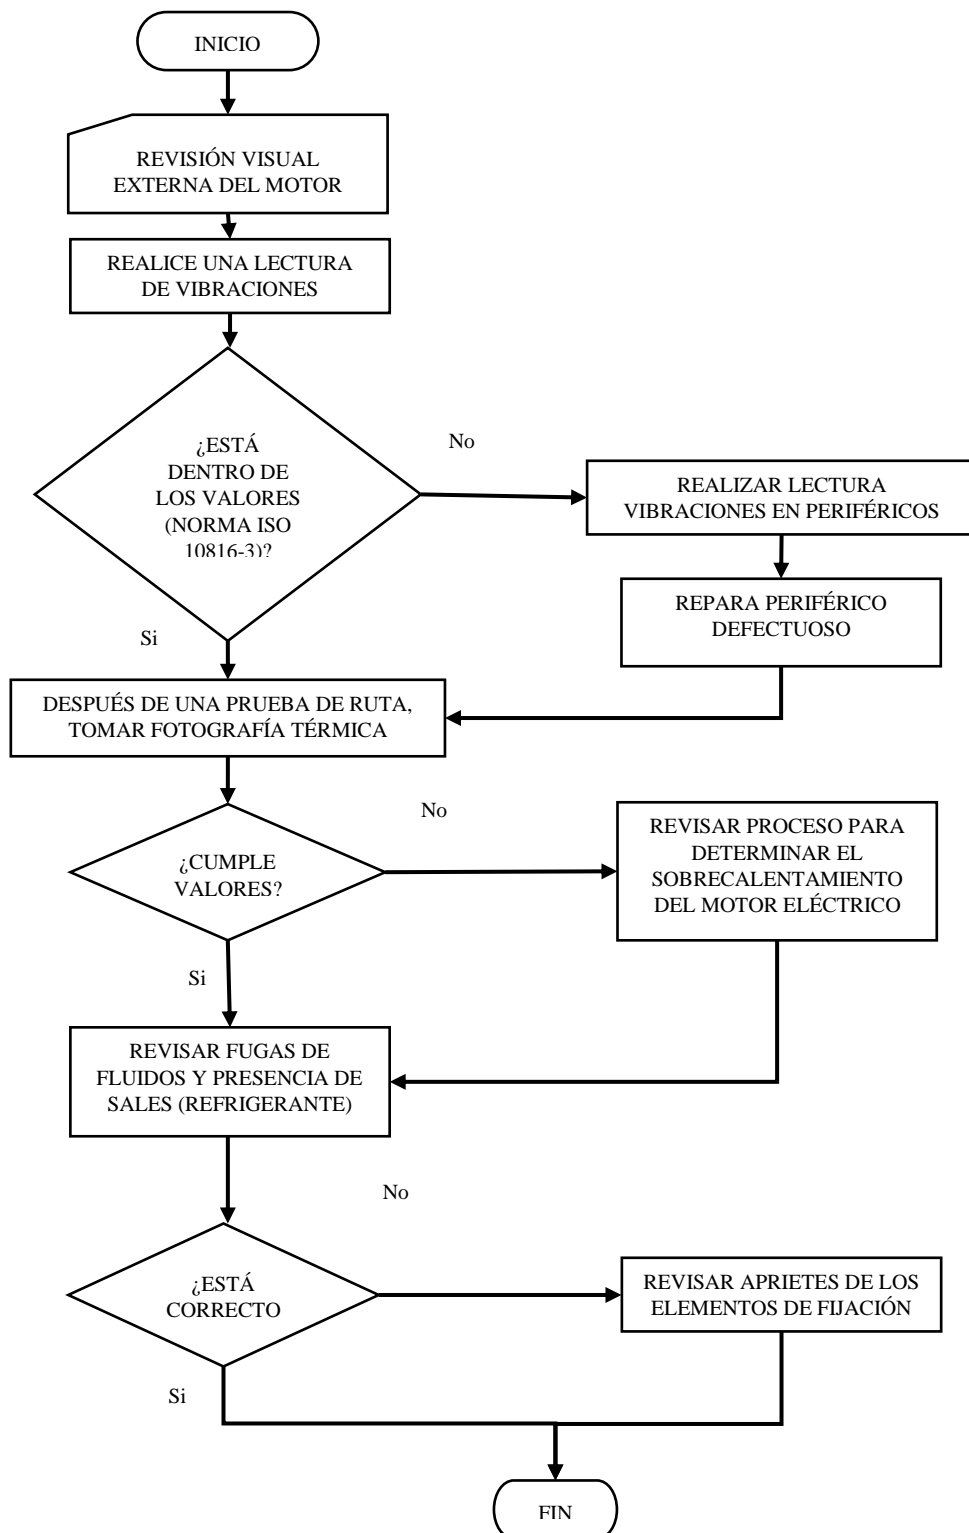 INICIO
REVISIÓN VISUAL
EXTERNA DEL MOTOR
REALICE UNA LECTURA
DE VIBRACIONES
¿ESTÁ
DENTRO DE
LOS VALORES
(NORMA ISO
10816-3)?
No
REALIZAR LECTURA
VIBRACIONES EN PERIFÉRICOS
REPARA PERIFÉRICO
DEFECTUOSO
Si
DESPUÉS DE UNA PRUEBA DE RUTA,
TOMAR FOTOGRAFÍA TÉRMICA
¿CUMPLE
VALORES?
No
REVISAR PROCESO PARA
DETERMINAR EL
SOBRECALENTAMIENTO
DEL MOTOR ELÉCTRICO
Si
REVISAR FUGAS DE
FLUIDOS Y PRESENCIA DE
SALES (REFRIGERANTE)
No
¿ESTÁ
CORRECTO
REVISAR APRIETES DE LOS
ELEMENTOS DE FIJACIÓN
Si
FIN